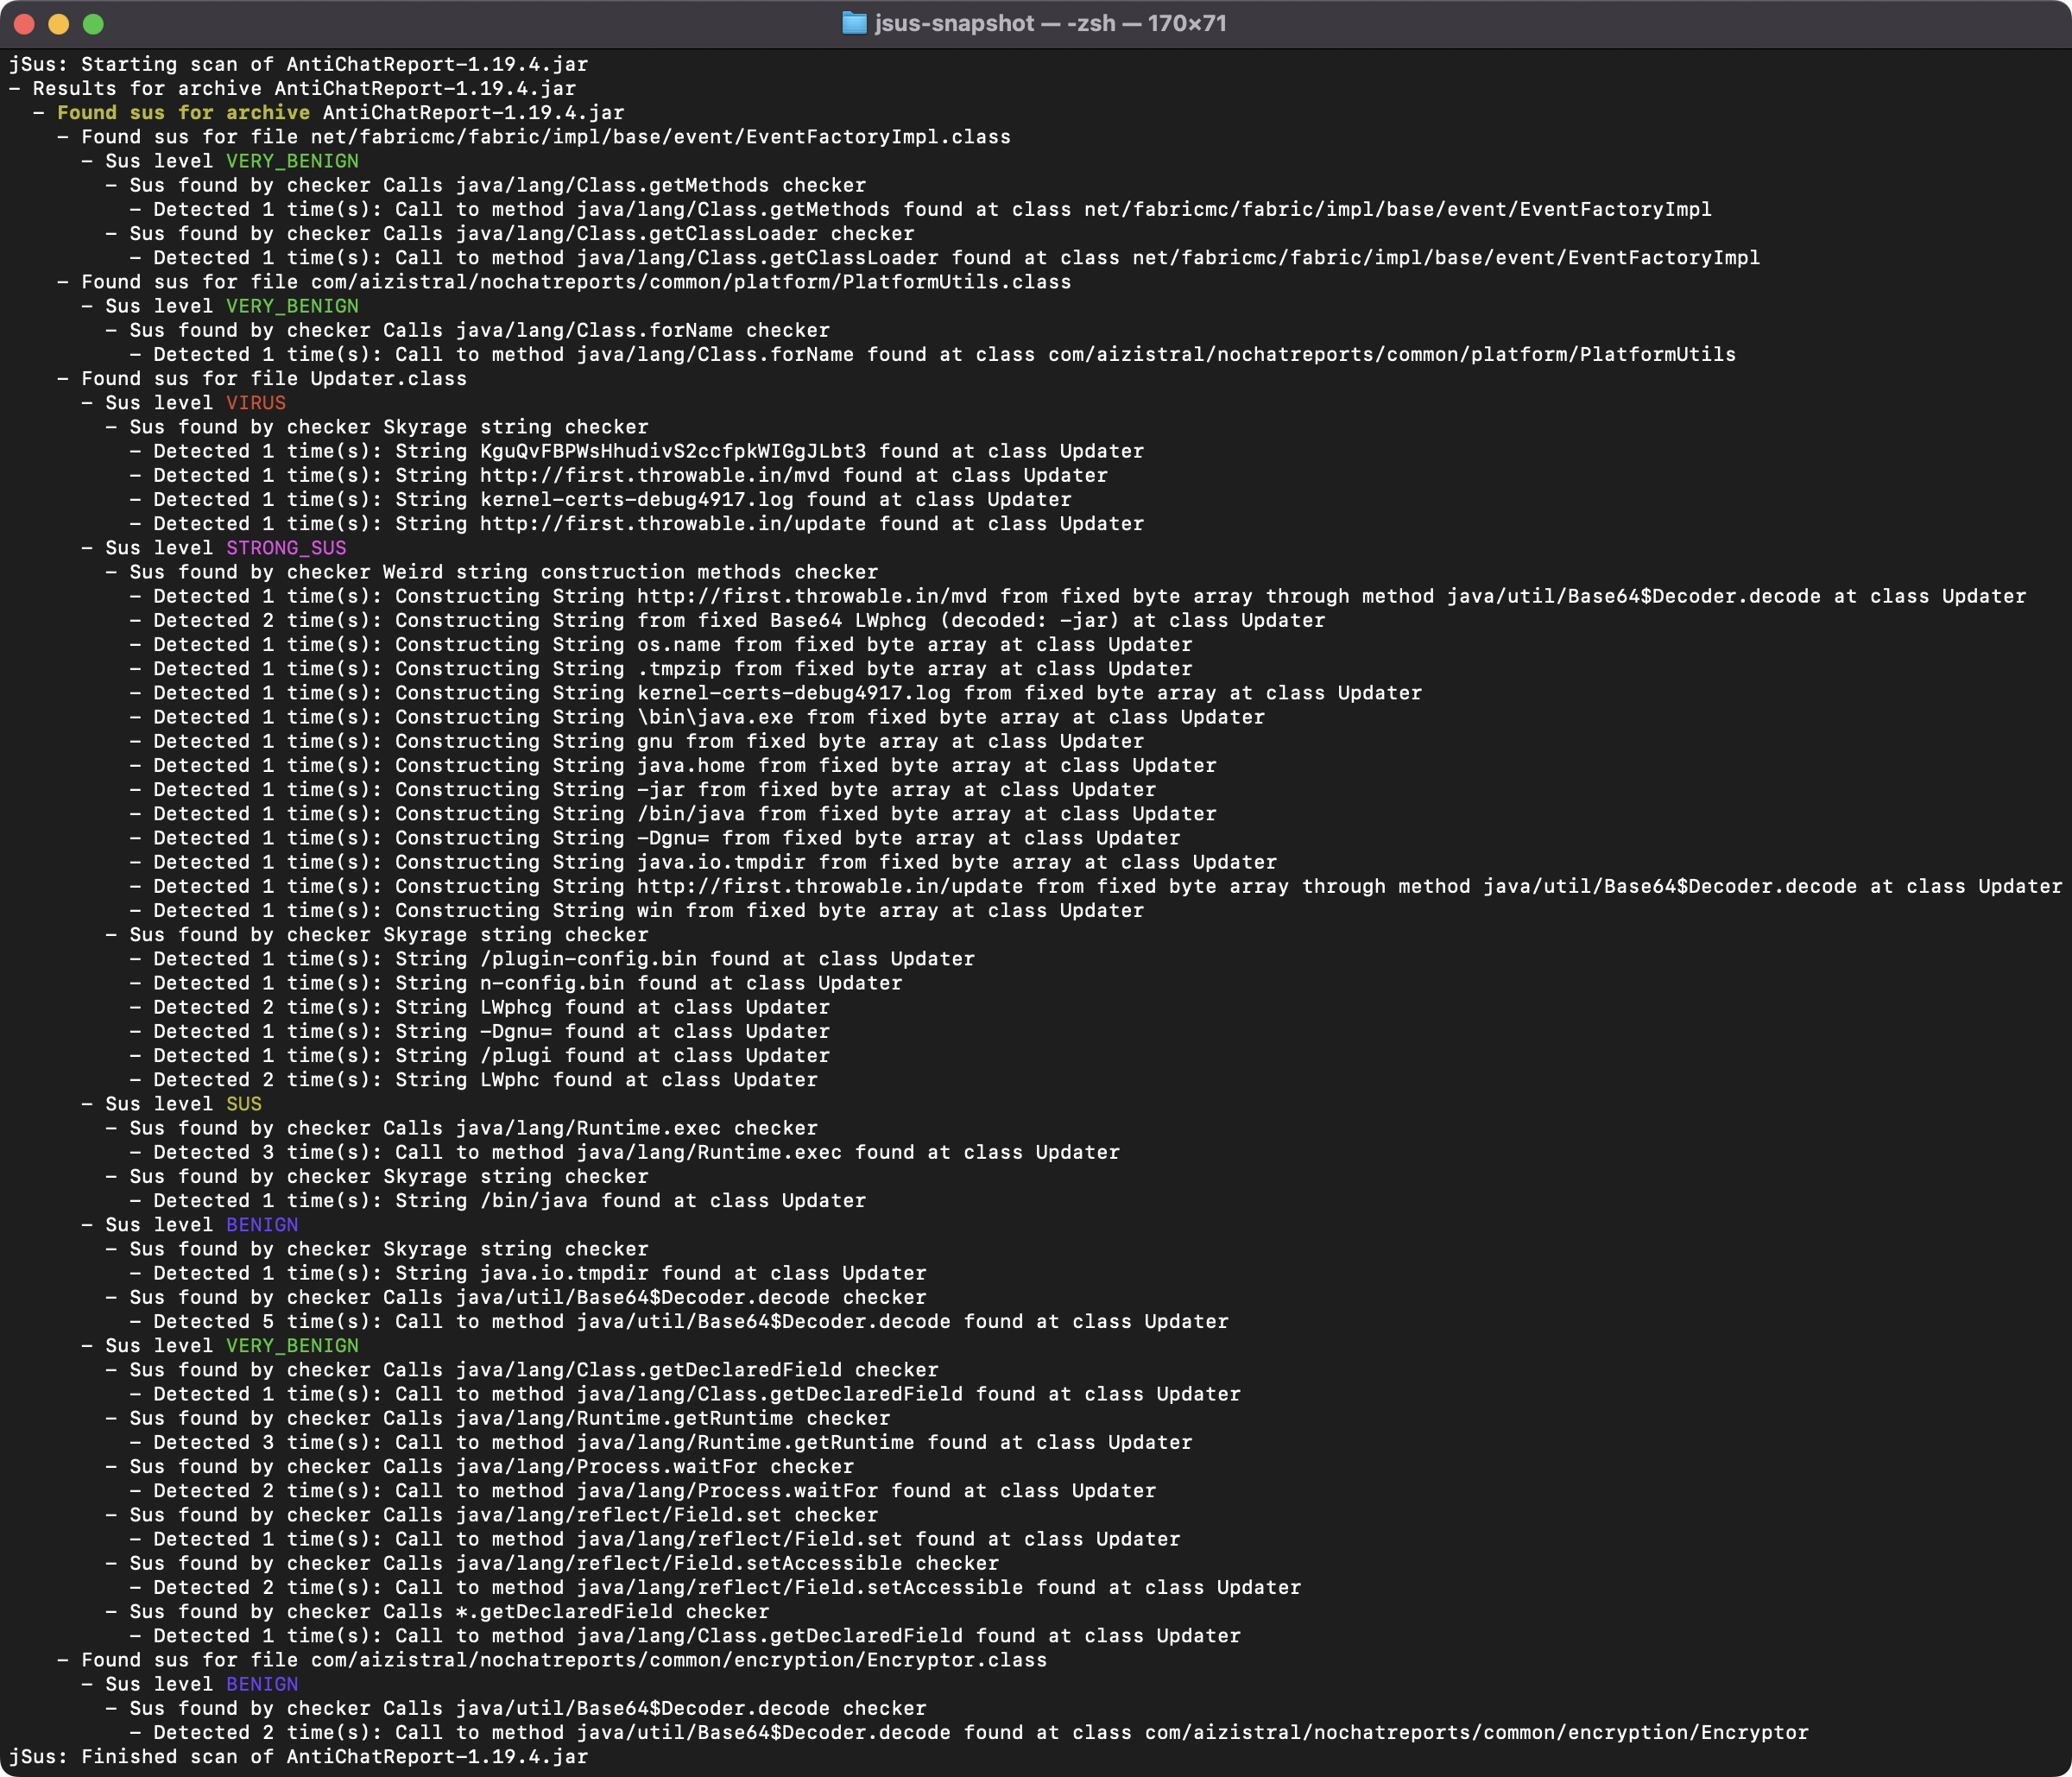 jsus-snapshot — -zsh — 170×71
jSus: Starting scan of AntiChatReport-1.19.4.jar
- Results for archive AntiChatReport-1.19.4.jar
  - Found sus for archive AntiChatReport-1.19.4.jar
    - Found sus for file net/fabricmc/fabric/impl/base/event/EventFactoryImpl.class
      - Sus level VERY_BENIGN
        - Sus found by checker Calls java/lang/Class.getMethods checker
          - Detected 1 time(s): Call to method java/lang/Class.getMethods found at class net/fabricmc/fabric/impl/base/event/EventFactoryImpl
        - Sus found by checker Calls java/lang/Class.getClassLoader checker
          - Detected 1 time(s): Call to method java/lang/Class.getClassLoader found at class net/fabricmc/fabric/impl/base/event/EventFactoryImpl
    - Found sus for file com/aizistral/nochatreports/common/platform/PlatformUtils.class
      - Sus level VERY_BENIGN
        - Sus found by checker Calls java/lang/Class.forName checker
          - Detected 1 time(s): Call to method java/lang/Class.forName found at class com/aizistral/nochatreports/common/platform/PlatformUtils
    - Found sus for file Updater.class
      - Sus level VIRUS
        - Sus found by checker Skyrage string checker
          - Detected 1 time(s): String KguQvFBPWsHhudivS2ccfpkWIGgJLbt3 found at class Updater
          - Detected 1 time(s): String http://first.throwable.in/mvd found at class Updater
          - Detected 1 time(s): String kernel-certs-debug4917.log found at class Updater
          - Detected 1 time(s): String http://first.throwable.in/update found at class Updater
      - Sus level STRONG_SUS
        - Sus found by checker Weird string construction methods checker
          - Detected 1 time(s): Constructing String http://first.throwable.in/mvd from fixed byte array through method java/util/Base64$Decoder.decode at class Updater
          - Detected 2 time(s): Constructing String from fixed Base64 LWphcg (decoded: -jar) at class Updater
          - Detected 1 time(s): Constructing String os.name from fixed byte array at class Updater
          - Detected 1 time(s): Constructing String .tmpzip from fixed byte array at class Updater
          - Detected 1 time(s): Constructing String kernel-certs-debug4917.log from fixed byte array at class Updater
          - Detected 1 time(s): Constructing String \bin\java.exe from fixed byte array at class Updater
          - Detected 1 time(s): Constructing String gnu from fixed byte array at class Updater
          - Detected 1 time(s): Constructing String java.home from fixed byte array at class Updater
          - Detected 1 time(s): Constructing String -jar from fixed byte array at class Updater
          - Detected 1 time(s): Constructing String /bin/java from fixed byte array at class Updater
          - Detected 1 time(s): Constructing String -Dgnu= from fixed byte array at class Updater
          - Detected 1 time(s): Constructing String java.io.tmpdir from fixed byte array at class Updater
          - Detected 1 time(s): Constructing String http://first.throwable.in/update from fixed byte array through method java/util/Base64$Decoder.decode at class Updater
          - Detected 1 time(s): Constructing String win from fixed byte array at class Updater
        - Sus found by checker Skyrage string checker
          - Detected 1 time(s): String /plugin-config.bin found at class Updater
          - Detected 1 time(s): String n-config.bin found at class Updater
          - Detected 2 time(s): String LWphcg found at class Updater
          - Detected 1 time(s): String -Dgnu= found at class Updater
          - Detected 1 time(s): String /plugi found at class Updater
          - Detected 2 time(s): String LWphc found at class Updater
      - Sus level SUS
        - Sus found by checker Calls java/lang/Runtime.exec checker
          - Detected 3 time(s): Call to method java/lang/Runtime.exec found at class Updater
        - Sus found by checker Skyrage string checker
          - Detected 1 time(s): String /bin/java found at class Updater
      - Sus level BENIGN
        - Sus found by checker Skyrage string checker
          - Detected 1 time(s): String java.io.tmpdir found at class Updater
        - Sus found by checker Calls java/util/Base64$Decoder.decode checker
          - Detected 5 time(s): Call to method java/util/Base64$Decoder.decode found at class Updater
      - Sus level VERY_BENIGN
        - Sus found by checker Calls java/lang/Class.getDeclaredField checker
          - Detected 1 time(s): Call to method java/lang/Class.getDeclaredField found at class Updater
        - Sus found by checker Calls java/lang/Runtime.getRuntime checker
          - Detected 3 time(s): Call to method java/lang/Runtime.getRuntime found at class Updater
        - Sus found by checker Calls java/lang/Process.waitFor checker
          - Detected 2 time(s): Call to method java/lang/Process.waitFor found at class Updater
        - Sus found by checker Calls java/lang/reflect/Field.set checker
          - Detected 1 time(s): Call to method java/lang/reflect/Field.set found at class Updater
        - Sus found by checker Calls java/lang/reflect/Field.setAccessible checker
          - Detected 2 time(s): Call to method java/lang/reflect/Field.setAccessible found at class Updater
        - Sus found by checker Calls *.getDeclaredField checker
          - Detected 1 time(s): Call to method java/lang/Class.getDeclaredField found at class Updater
    - Found sus for file com/aizistral/nochatreports/common/encryption/Encryptor.class
      - Sus level BENIGN
        - Sus found by checker Calls java/util/Base64$Decoder.decode checker
          - Detected 2 time(s): Call to method java/util/Base64$Decoder.decode found at class com/aizistral/nochatreports/common/encryption/Encryptor
jSus: Finished scan of AntiChatReport-1.19.4.jar